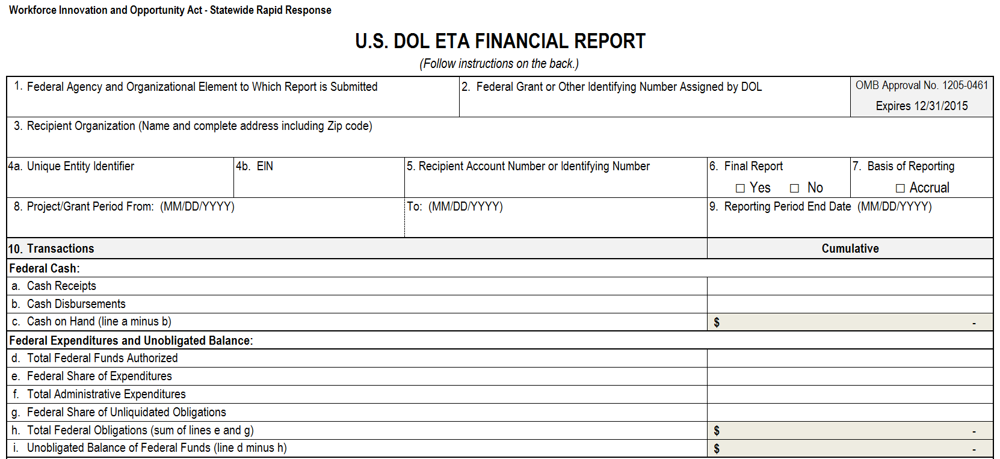 Workforce Innovation and Opportunity Act - Statewide Rapid Response
U.S. DOL ETA FINANCIAL REPORT
(Follow instructions on the back.)
1. Federal Agency and Organizational Element to Which Report is Submitted
2. Federal Grant or Other Identifying Number Assigned by DOL
OMB Approval No. 1205-0461
Expires 12/31/2015
3. Recipient Organization (Name and complete address including Zip code)
4a. Unique Entity Identifier
4b. EIN
5. Recipient Account Number or Identifying Number
6. Final Report
□ Yes □ No
7. Basis of Reporting
□ Accrual
8. Project/Grant Period From: (MM/DD/YYYY)
To: (MM/DD/YYYY)
9. Reporting Period End Date (MM/DD/YYYY)
10. Transactions Cumulative
Federal Cash:
a. Cash Receipts
b. Cash Disbursements
c. Cash on Hand (line a minus b) $ -
Federal Expenditures and Unobligated Balance:
d. Total Federal Funds Authorized
e. Federal Share of Expenditures
f. Total Administrative Expenditures
g. Federal Share of Unliquidated Obligations
h. Total Federal Obligations (sum of lines e and g) $ -
i. Unobligated Balance of Federal Funds (line d minus h) $ -